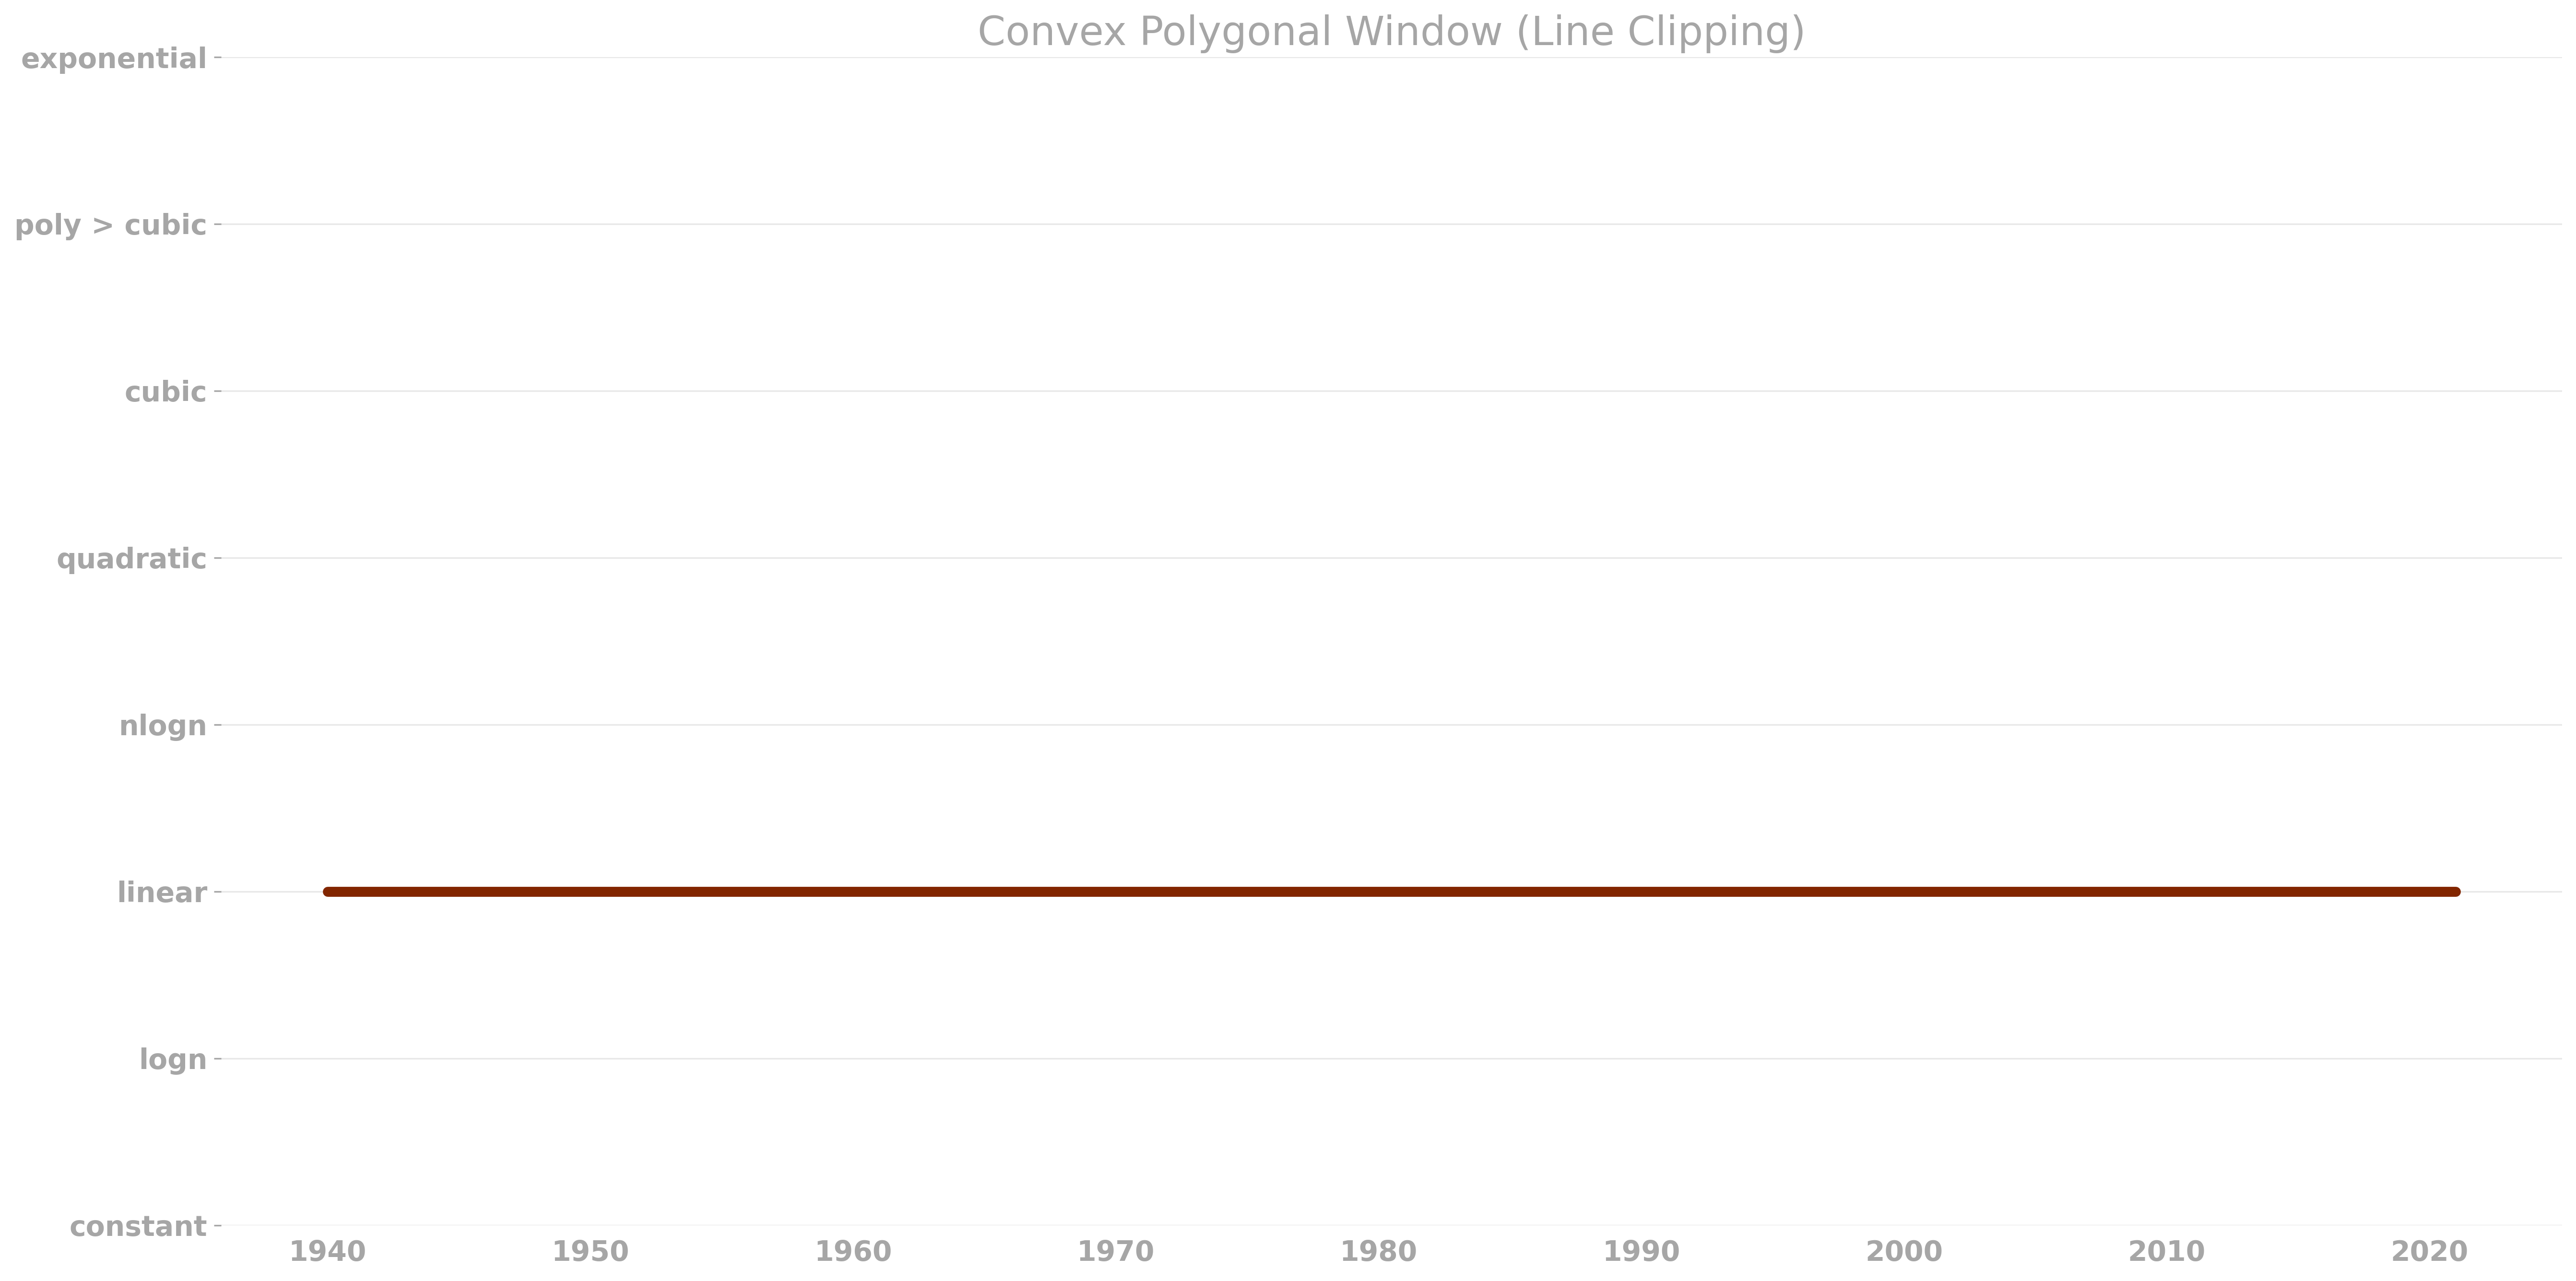 Convex Polygonal Window (Line Clipping)
exponential
poly > cubic
cubic
quadratic
nlogn
linear
logn
constant
1940 1950 1960 1970 1980 1990 2000 2010 2020